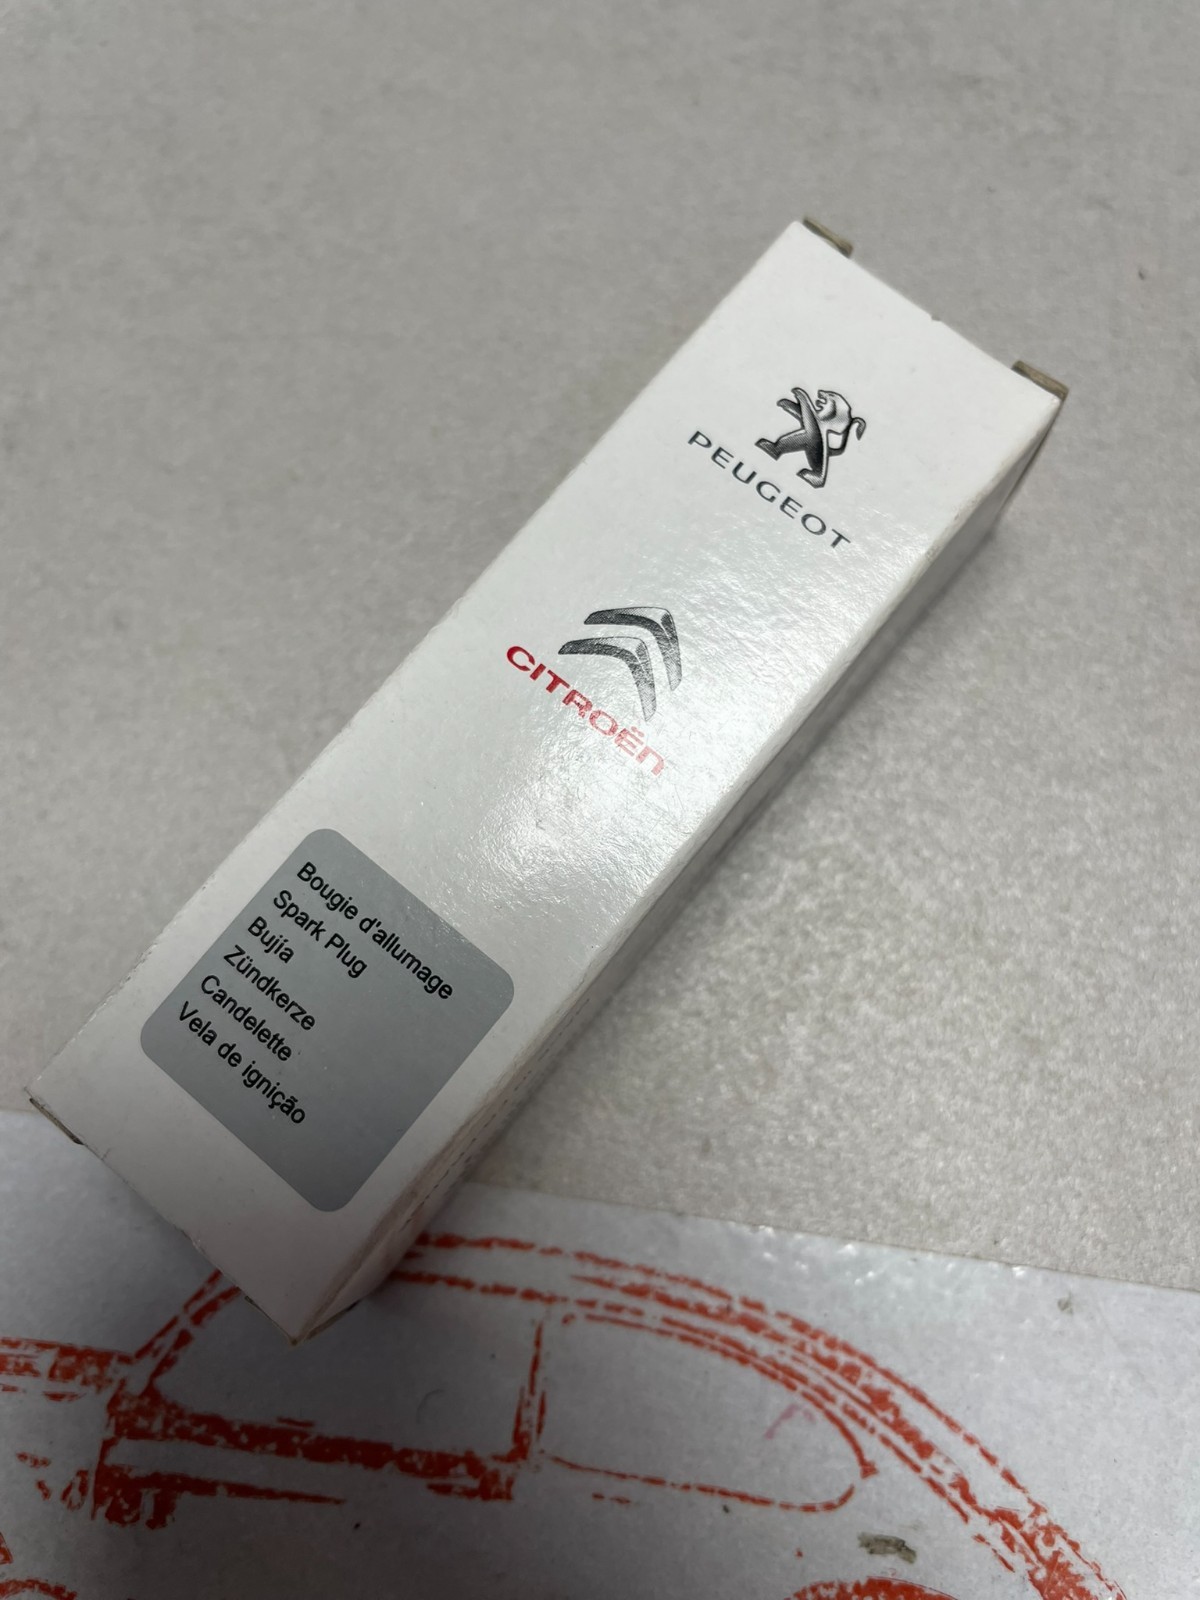 PEUGEOT
CITROËN
Bougie d'allumage
Spark Plug
Bujía
Zündkerze
Candelette
Vela de ignição